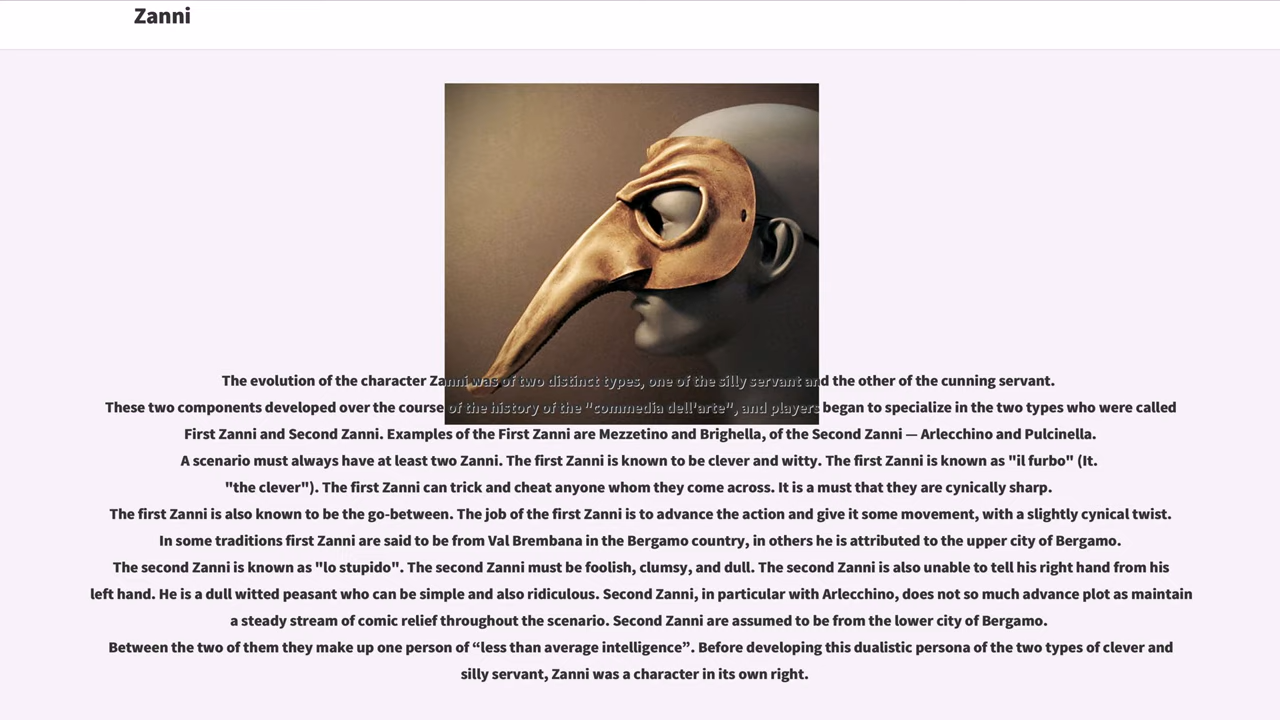 Zanni
The evolution of the character Zanni was of two distinct types, one of the silly servant and the other of the cunning servant.
These two components developed over the course of the history of the "commedia dell'arte", and players began to specialize in the two types who were called
First Zanni and Second Zanni. Examples of the First Zanni are Mezzetino and Brighella, of the Second Zanni — Arlecchino and Pulcinella.
A scenario must always have at least two Zanni. The first Zanni is known to be clever and witty. The first Zanni is known as "il furbo" (It.
"the clever"). The first Zanni can trick and cheat anyone whom they come across. It is a must that they are cynically sharp.
The first Zanni is also known to be the go-between. The job of the first Zanni is to advance the action and give it some movement, with a slightly cynical twist.
In some traditions first Zanni are said to be from Val Brembana in the Bergamo country, in others he is attributed to the upper city of Bergamo.
The second Zanni is known as "lo stupido". The second Zanni must be foolish, clumsy, and dull. The second Zanni is also unable to tell his right hand from his
left hand. He is a dull witted peasant who can be simple and also ridiculous. Second Zanni, in particular with Arlecchino, does not so much advance plot as maintain
a steady stream of comic relief throughout the scenario. Second Zanni are assumed to be from the lower city of Bergamo.
Between the two of them they make up one person of “less than average intelligence”. Before developing this dualistic persona of the two types of clever and
silly servant, Zanni was a character in its own right.